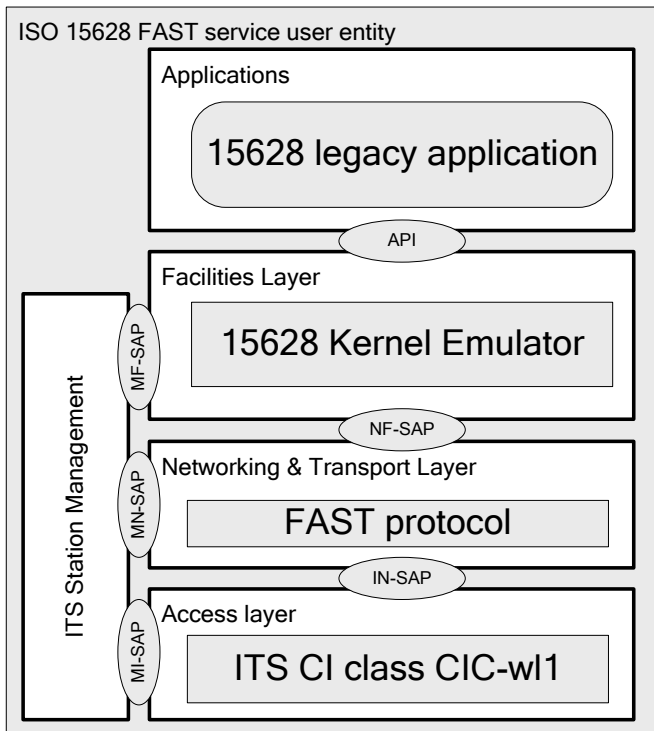 ISO 15628 FAST service user entity
Applications
15628 legacy application
API
Facilities Layer
15628 Kernel Emulator
MF-SAP
NF-SAP
Networking & Transport Layer
FAST protocol
MN-SAP
IN-SAP
Access layer
ITS CI class CIC-wl1
MI-SAP
ITS Station Management